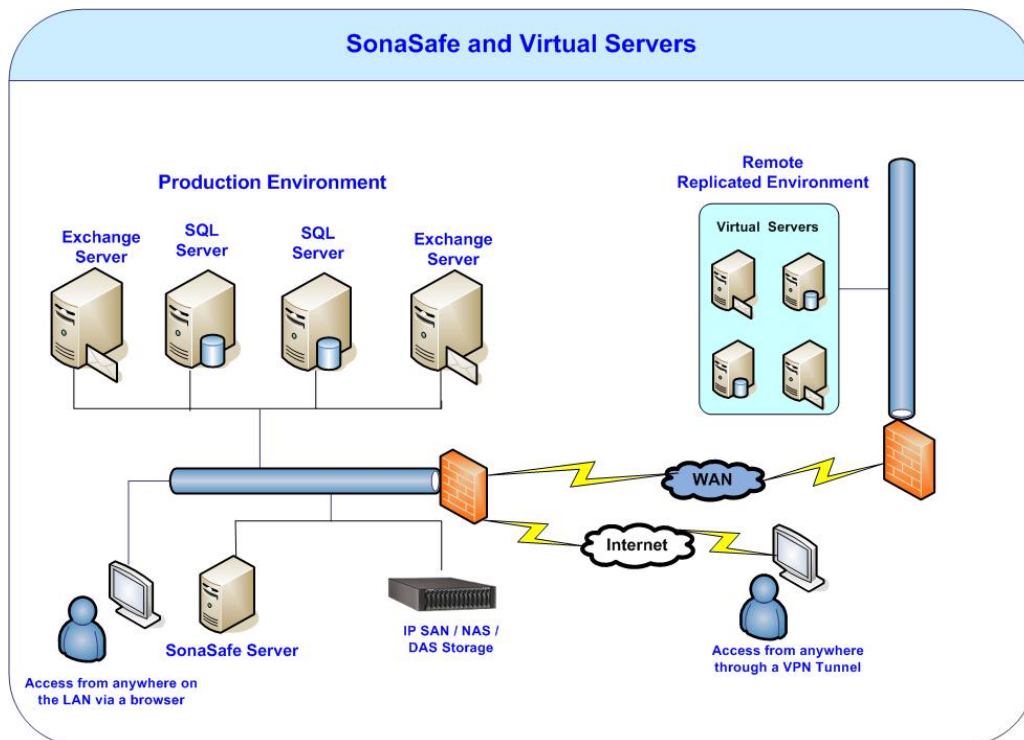 SonaSafe and Virtual Servers
Production Environment
Remote
Replicated Environment
Exchange
Server
SQL
Server
SQL
Server
Exchange
Server
Virtual Servers
WAN
Internet
SonaSafe Server
IP SAN / NAS /
DAS Storage
Access from anywhere on
the LAN via a browser
Access from anywhere
through a VPN Tunnel